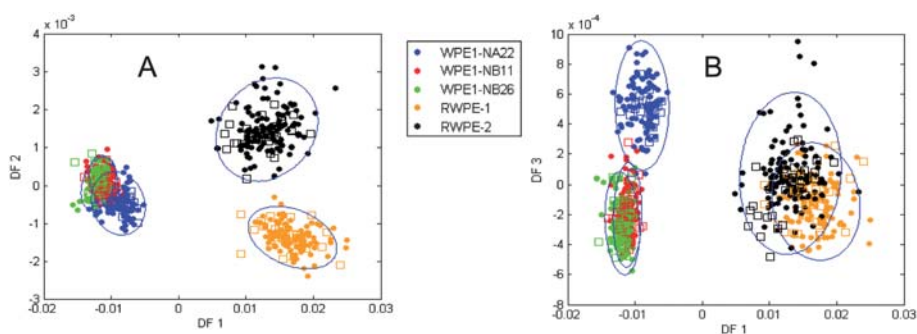 x 10⁻³
4
3
2
1
0
-1
-2
-3
-0.02
-0.01
0
0.01
0.02
0.03
DF 1
DF 2
A
WPE1-NA22
WPE1-NB11
WPE1-NB26
RWPE-1
RWPE-2
x 10⁻⁴
10
8
6
4
2
0
-2
-4
-6
-8
-0.02
-0.01
0
0.01
0.02
0.03
DF 1
DF 3
B